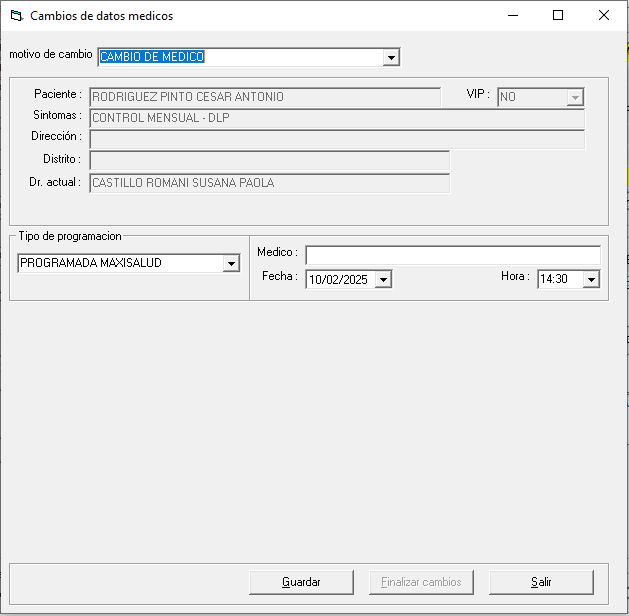 Cambios de datos medicos
motivo de cambio CAMBIO DE MEDICO
Paciente : RODRIGUEZ PINTO CESAR ANTONIO VIP : NO
Sintomas : CONTROL MENSUAL - DLP
Dirección :
Distrito :
Dr. actual : CASTILLO ROMANI SUSANA PAOLA
Tipo de programacion
PROGRAMADA MAXISALUD
Medico :
Fecha : 10/02/2025 Hora : 14:30
Guardar Finalizar cambios Salir